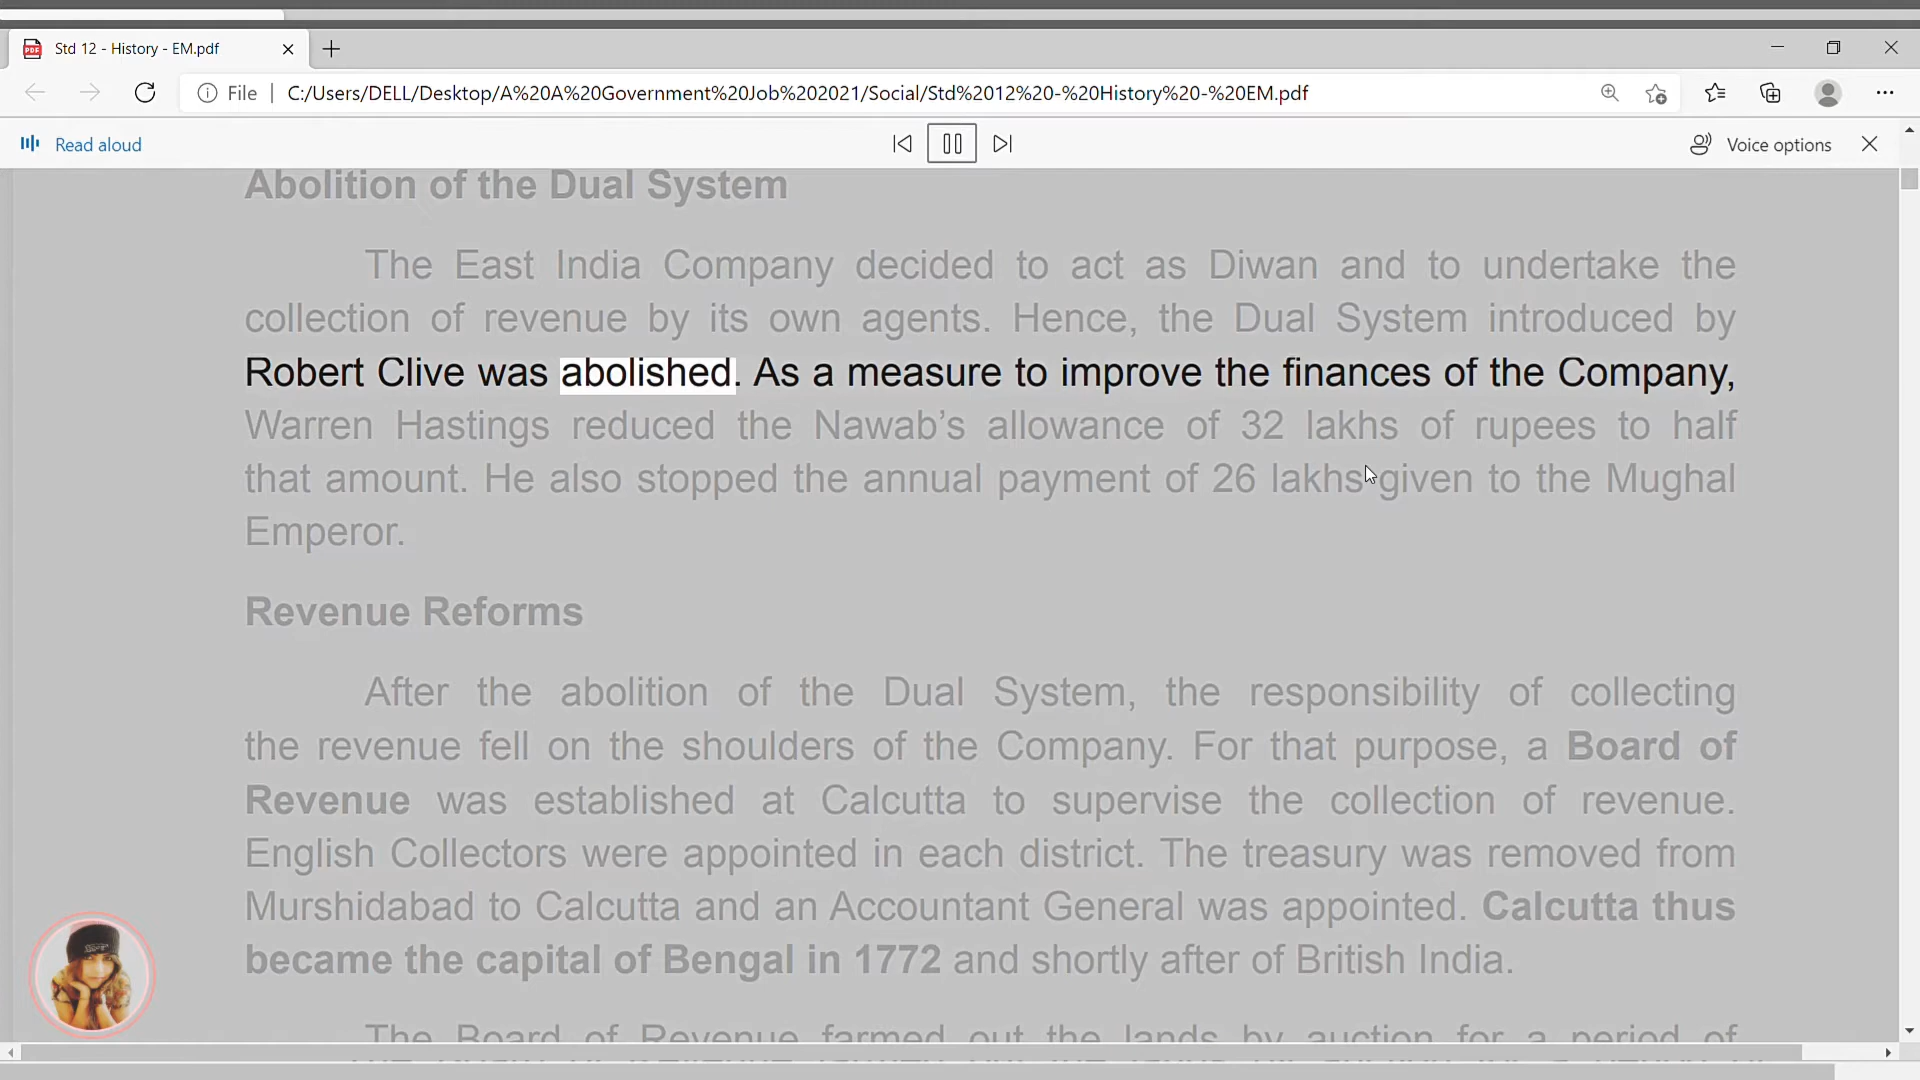 Std 12 - History - EM.pdf
File
C:/Users/DELL/Desktop/A%20A%20Government%20Job%202021/Social/Std%2012%20-%20History%20-%20EM.pdf
Read aloud
Voice options
Abolition of the Dual System
The East India Company decided to act as Diwan and to undertake the
collection of revenue by its own agents. Hence, the Dual System introduced by
Robert Clive was abolished. As a measure to improve the finances of the Company,
Warren Hastings reduced the Nawab’s allowance of 32 lakhs of rupees to half
that amount. He also stopped the annual payment of 26 lakhs given to the Mughal
Emperor.
Revenue Reforms
After the abolition of the Dual System, the responsibility of collecting
the revenue fell on the shoulders of the Company. For that purpose, a Board of
Revenue was established at Calcutta to supervise the collection of revenue.
English Collectors were appointed in each district. The treasury was removed from
Murshidabad to Calcutta and an Accountant General was appointed. Calcutta thus
became the capital of Bengal in 1772 and shortly after of British India.
The Board of Revenue farmed out the lands by auction for a period of